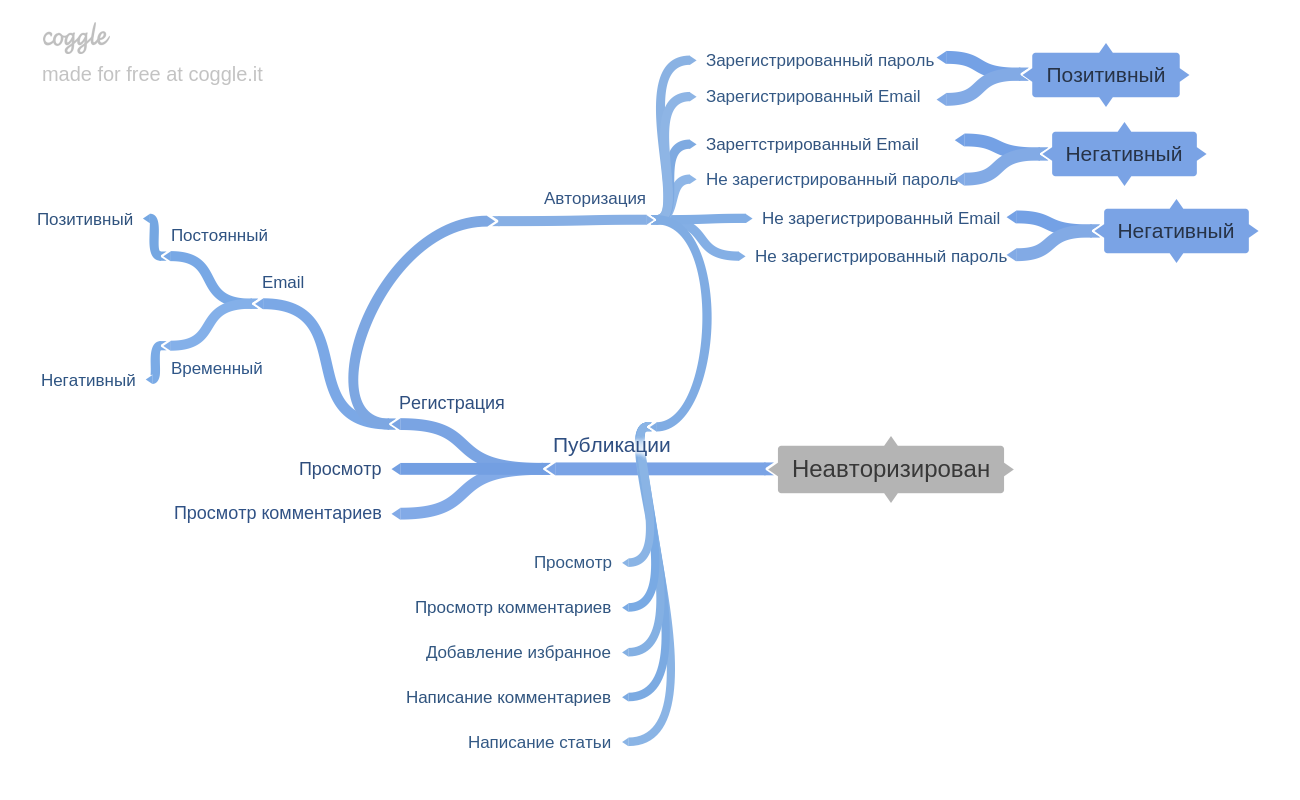 coggle
made for free at coggle.it
Зарегистрированный пароль
Позитивный
Зарегистрированный Email
Зарегтстрированный Email
Негативный
Не зарегистрированный пароль
Авторизация
Не зарегистрированный Email
Негативный
Не зарегистрированный пароль
Позитивный
Постоянный
Email
Временный
Негативный
Регистрация
Публикации
Просмотр
Неавторизирован
Просмотр комментариев
Просмотр
Просмотр комментариев
Добавление избранное
Написание комментариев
Написание статьи